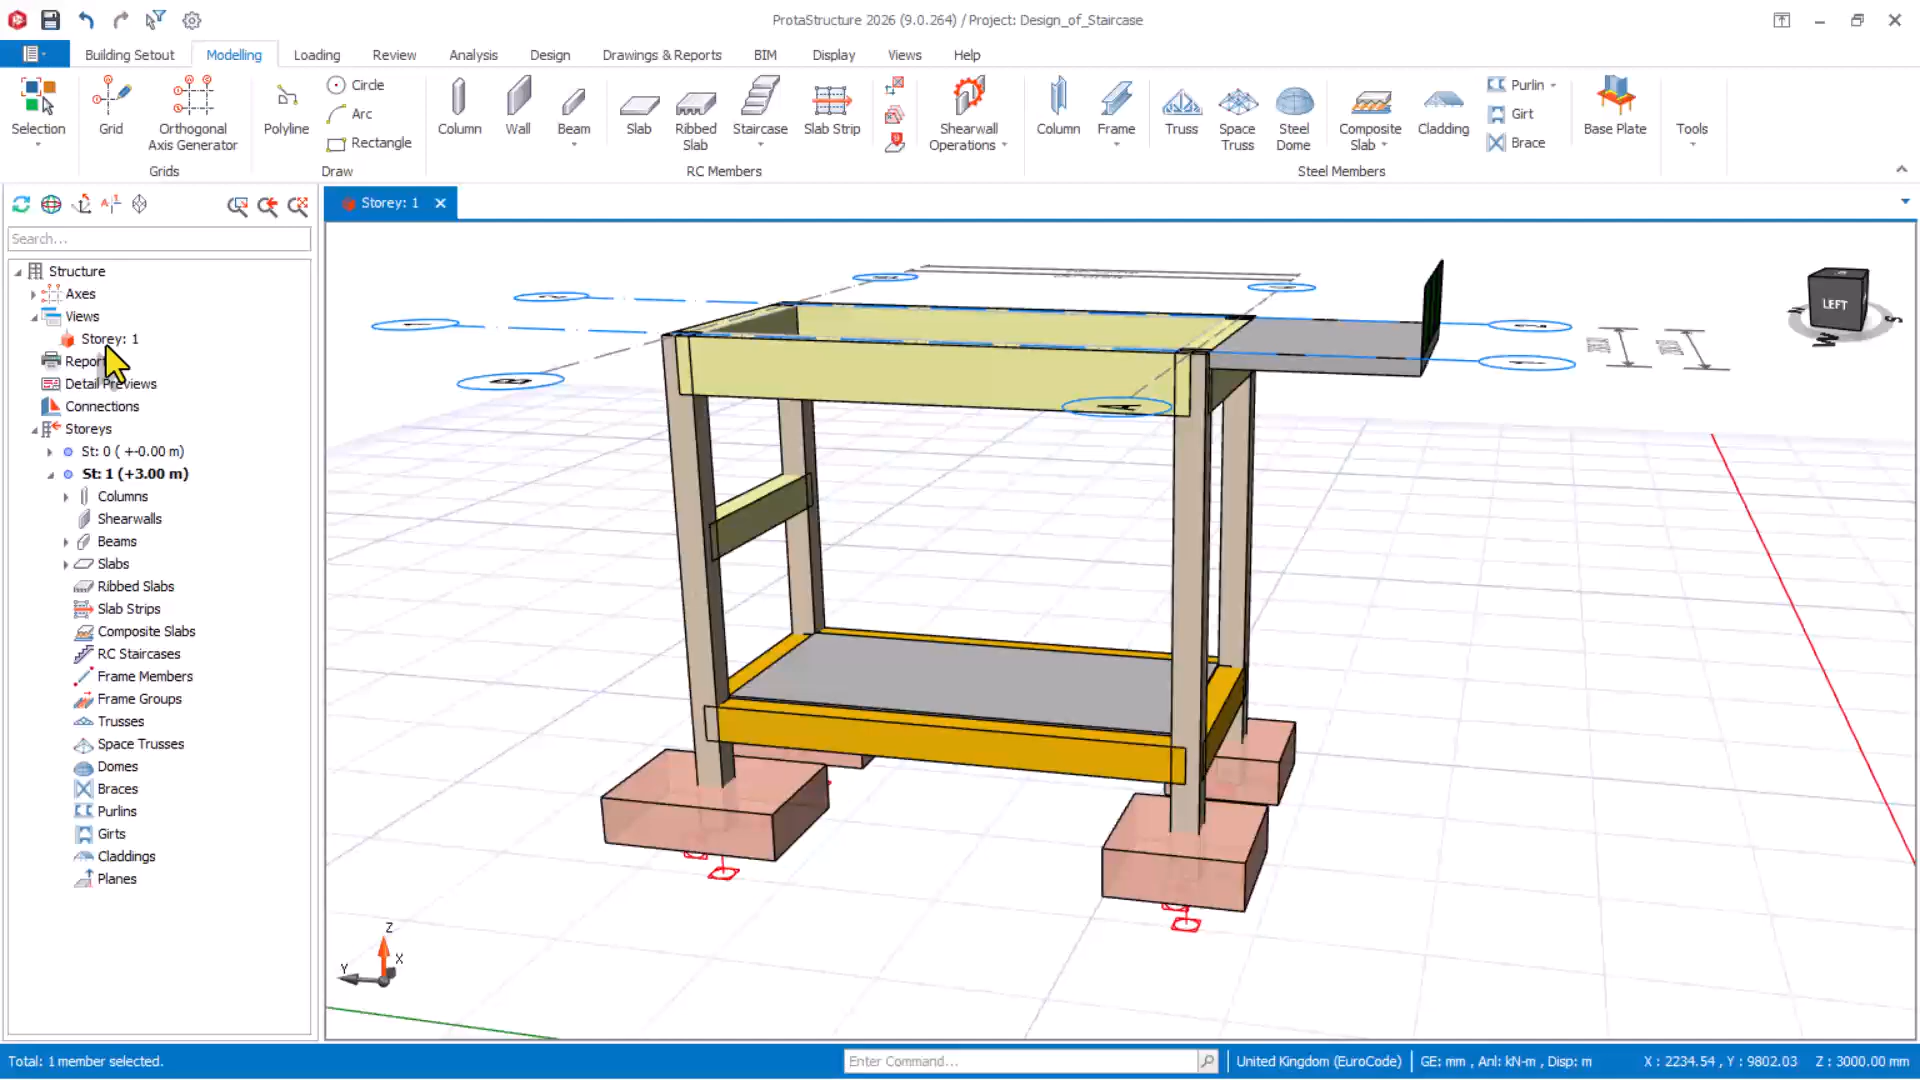 ProtaStructure 2026 (9.0.264) / Project: Design_of_Staircase
Building Setout
Modelling
Loading
Review
Analysis
Design
Drawings & Reports
BIM
Display
Views
Help
Selection
Grid
Orthogonal
Axis Generator
Grids
Polyline
Circle
Arc
Rectangle
Draw
Column
Wall
Beam
Slab
Ribbed
Slab
Staircase
Slab Strip
Shearwall
Operations
RC Members
Column
Frame
Truss
Space
Truss
Steel
Dome
Composite
Slab
Cladding
Purlin
Girt
Brace
Steel Members
Base Plate
Tools
Storey: 1
Search...
Structure
Axes
Views
Storey: 1
Detail Previews
Connections
Storeys
St: 0 ( +-0.00 m)
St: 1 (+3.00 m)
Columns
Shearwalls
Beams
Slabs
Ribbed Slabs
Slab Strips
Composite Slabs
RC Staircases
Frame Members
Frame Groups
Trusses
Space Trusses
Domes
Braces
Purlins
Girts
Claddings
Planes
LEFT
W
S
B
A
Z
X
Y
Total: 1 member selected.
Enter Command...
United Kingdom (EuroCode)
GE: mm , Anl: kN-m , Disp: m
X : 2234.54 , Y : 9802.03
Z : 3000.00 mm